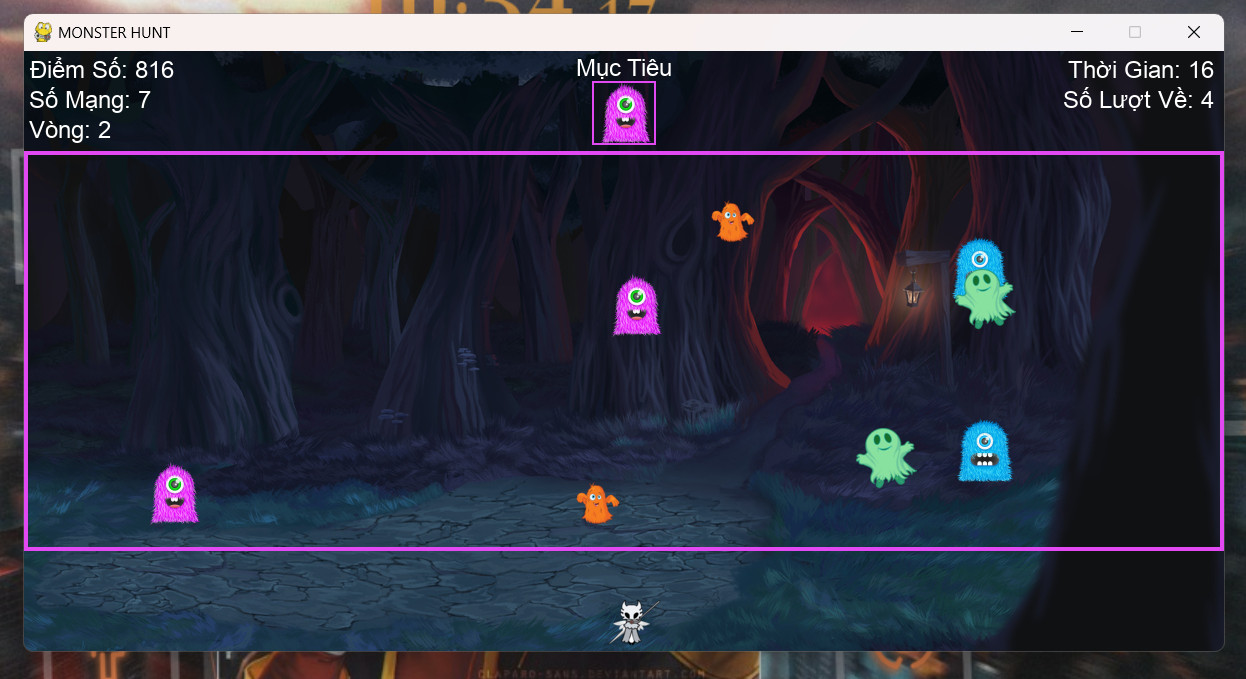 MONSTER HUNT
Điểm Số: 816
Số Mạng: 7
Vòng: 2
Mục Tiêu
Thời Gian: 16
Số Lượt Về: 4